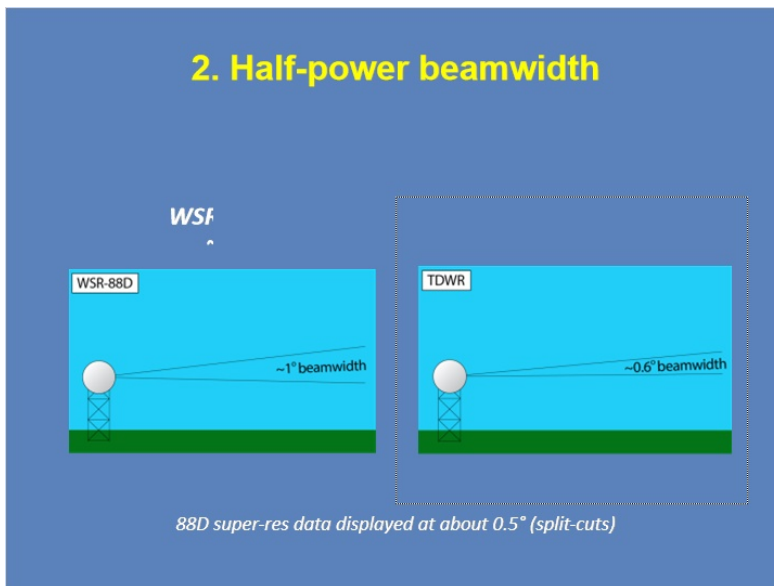 2. Half-power beamwidth
WSR-88D
~1° beamwidth
TDWR
~0.6° beamwidth
88D super-res data displayed at about 0.5° (split-cuts)